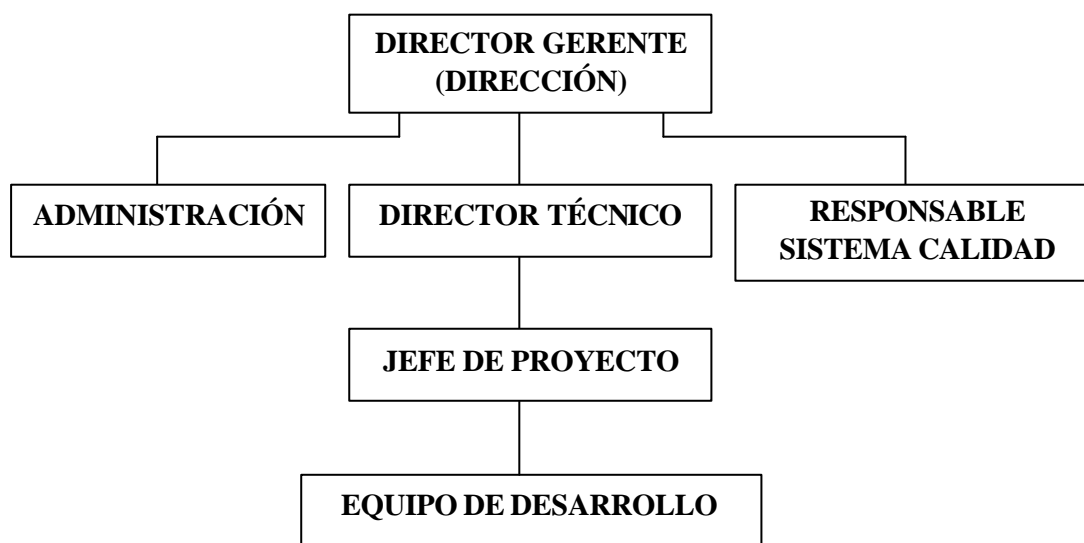 DIRECTOR GERENTE
(DIRECCIÓN)
ADMINISTRACIÓN
DIRECTOR TÉCNICO
RESPONSABLE
SISTEMA CALIDAD
JEFE DE PROYECTO
EQUIPO DE DESARROLLO